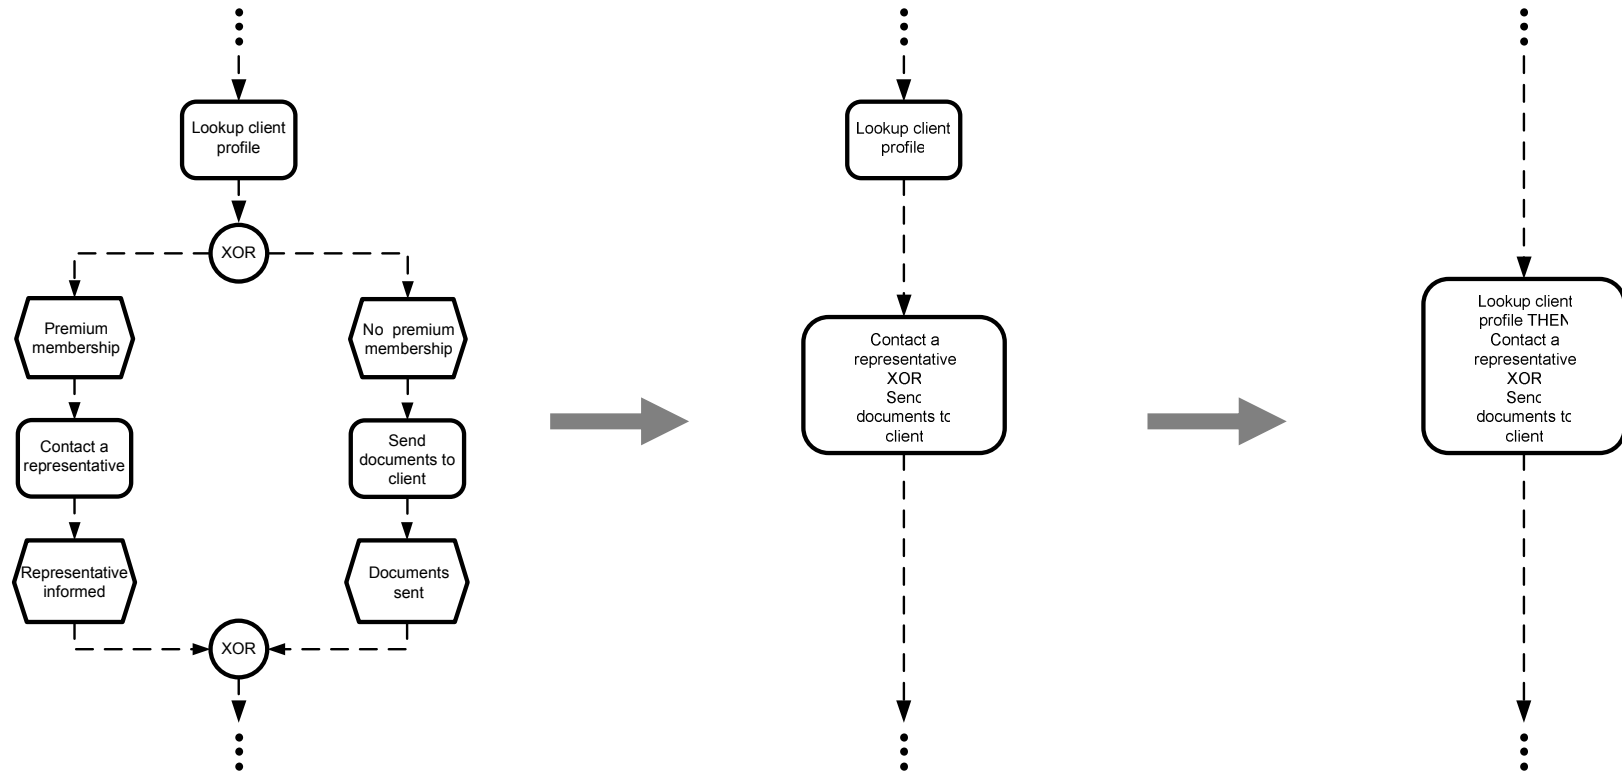 Lookup client
profile
XOR
Premium
membership
No premium
membership
Contact a
representative
Send
documents to
client
Representative
informed
Documents
sent
XOR
Lookup client
profile
Contact a
representative
XOR
Send
documents to
client
Lookup client
profile THEN
Contact a
representative
XOR
Send
documents to
client